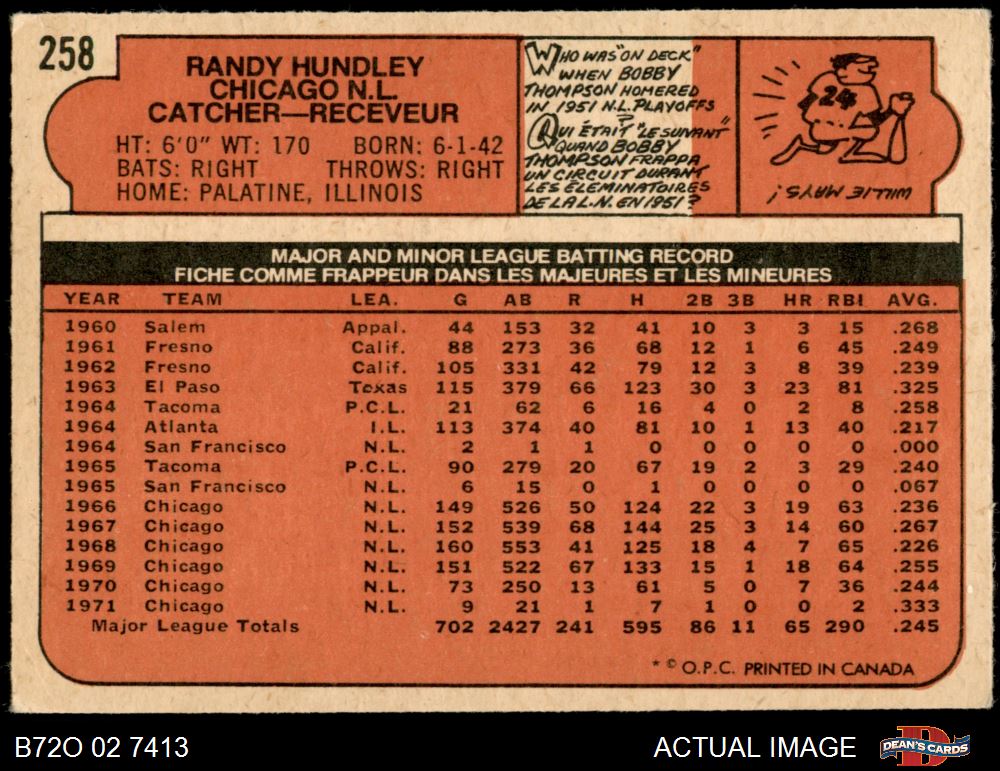 258
RANDY HUNDLEY
CHICAGO N.L.
CATCHER—RECEVEUR
HT: 6'0" WT: 170 BORN: 6-1-42
BATS: RIGHT THROWS: RIGHT
HOME: PALATINE, ILLINOIS
WHO WAS "ON DECK"
WHEN BOBBY
THOMPSON HOMERED
IN 1951 N.L. PLAYOFFS
?
QUI ÉTAIT "LE SUIVANT"
QUAND BOBBY
THOMPSON FRAPPA
UN CIRCUIT DURANT
LES ÉLEMINATOIRES
DE LA L.N. EN 1951?
24
WILLIE MAYS!
MAJOR AND MINOR LEAGUE BATTING RECORD
FICHE COMME FRAPPEUR DANS LES MAJEURES ET LES MINEURES
YEAR TEAM LEA. G AB R H 2B 3B HR RBI AVG.
1960 Salem Appal. 44 153 32 41 10 3 3 15 .268
1961 Fresno Calif. 88 273 36 68 12 1 6 45 .249
1962 Fresno Calif. 105 331 42 79 12 3 8 39 .239
1963 El Paso Texas 115 379 66 123 30 3 23 81 .325
1964 Tacoma P.C.L. 21 62 6 16 4 0 2 8 .258
1964 Atlanta I.L. 113 374 40 81 10 1 13 40 .217
1964 San Francisco N.L. 2 1 1 0 0 0 0 0 .000
1965 Tacoma P.C.L. 90 279 20 67 19 2 3 29 .240
1965 San Francisco N.L. 6 15 0 1 0 0 0 0 .067
1966 Chicago N.L. 149 526 50 124 22 3 19 63 .236
1967 Chicago N.L. 152 539 68 144 25 3 14 60 .267
1968 Chicago N.L. 160 553 41 125 18 4 7 65 .226
1969 Chicago N.L. 151 522 67 133 15 1 18 64 .255
1970 Chicago N.L. 73 250 13 61 5 0 7 36 .244
1971 Chicago N.L. 9 21 1 7 1 0 0 2 .333
Major League Totals 702 2427 241 595 86 11 65 290 .245
* © O.P.C. PRINTED IN CANADA
B72O 02 7413 ACTUAL IMAGE DEAN'S CARDS